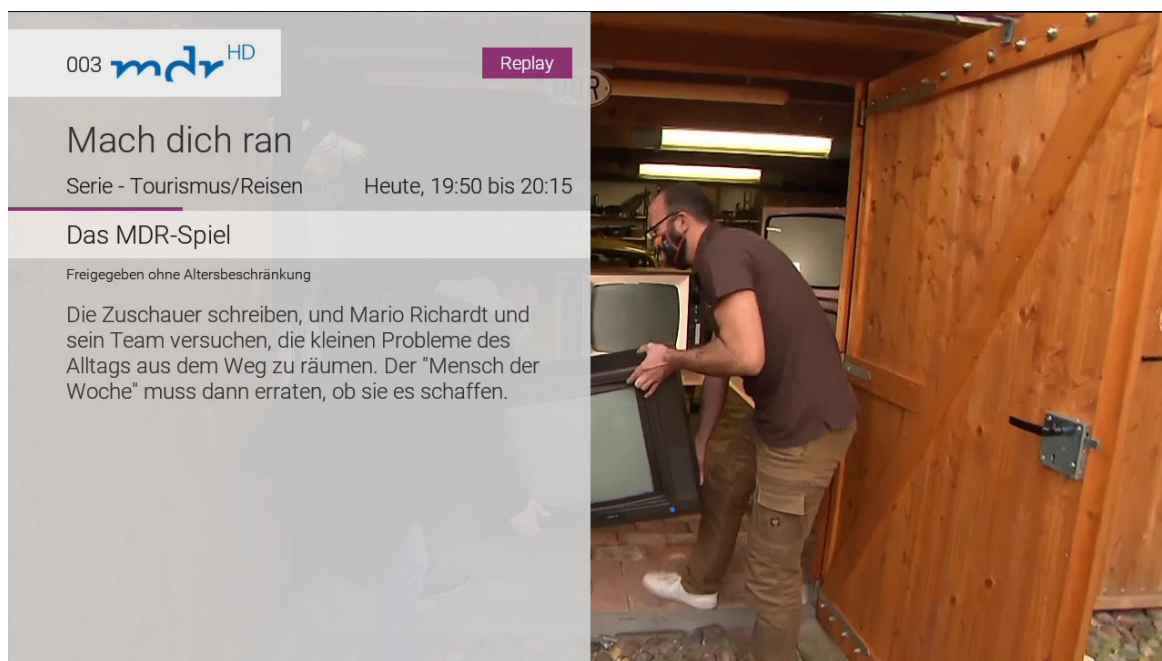 003 mdr HD
Replay
Mach dich ran
Serie - Tourismus/Reisen Heute, 19:50 bis 20:15
Das MDR-Spiel
Freigegeben ohne Altersbeschränkung
Die Zuschauer schreiben, und Mario Richardt und
sein Team versuchen, die kleinen Probleme des
Alltags aus dem Weg zu räumen. Der "Mensch der
Woche" muss dann erraten, ob sie es schaffen.